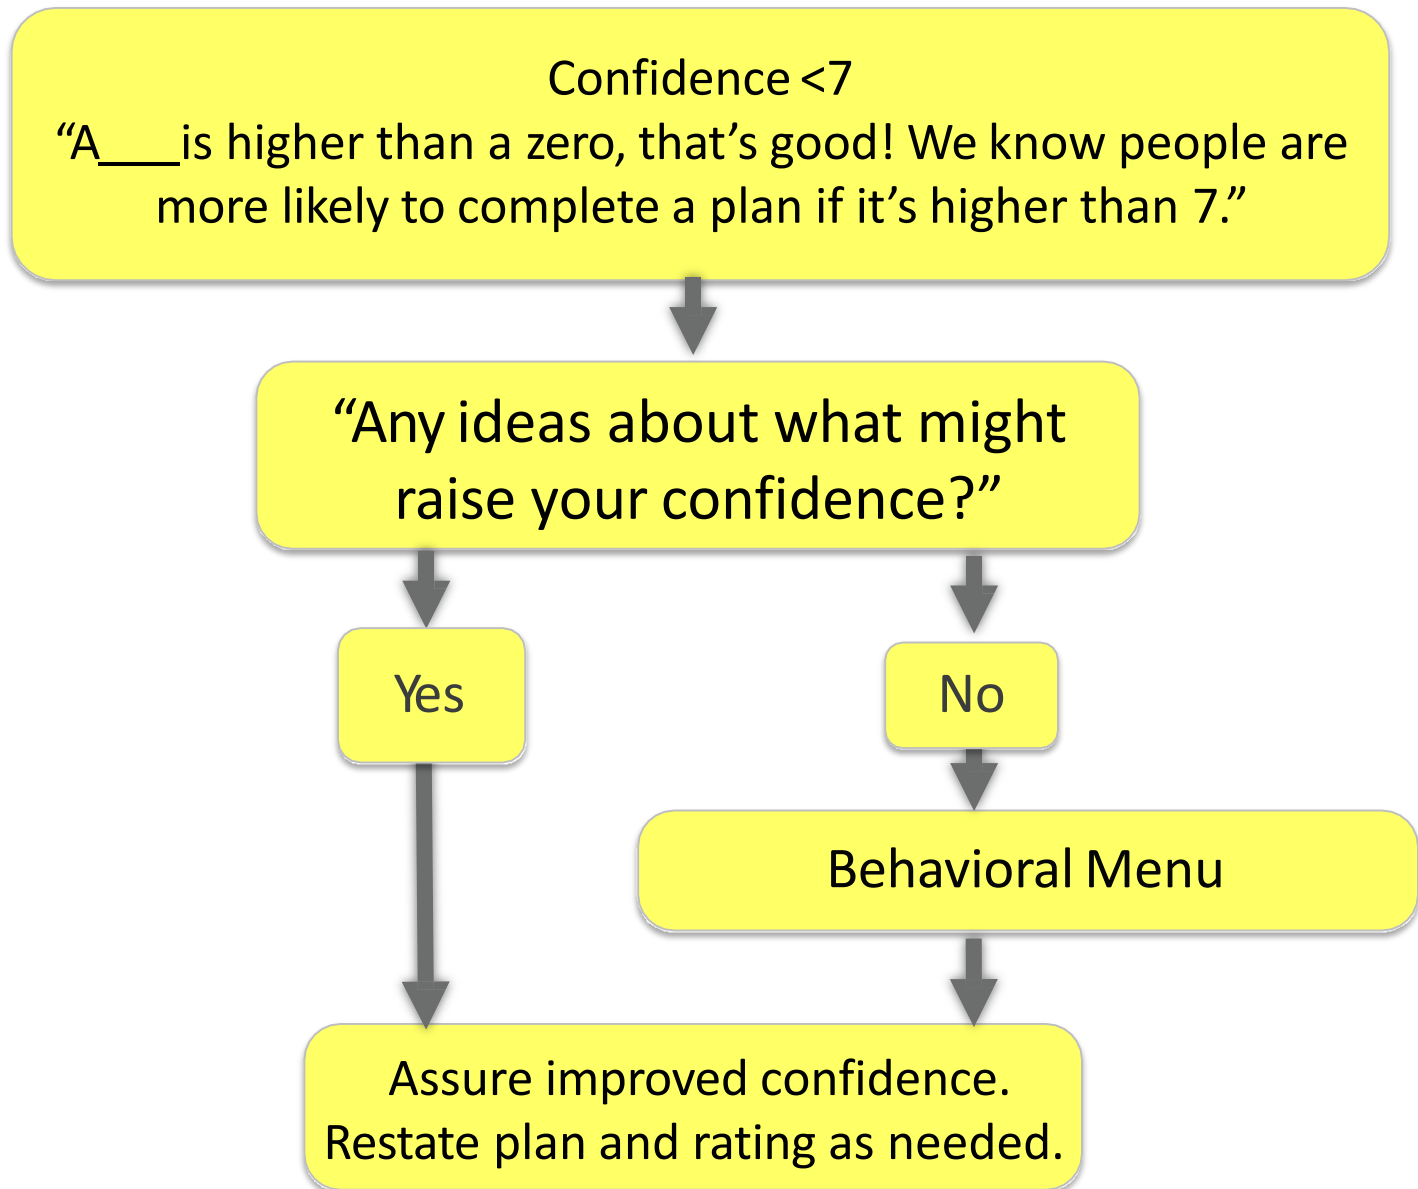 Confidence <7
“A___is higher than a zero, that’s good! We know people are
more likely to complete a plan if it’s higher than 7.”
“Any ideas about what might
raise your confidence?”
Yes
No
Behavioral Menu
Assure improved confidence.
Restate plan and rating as needed.